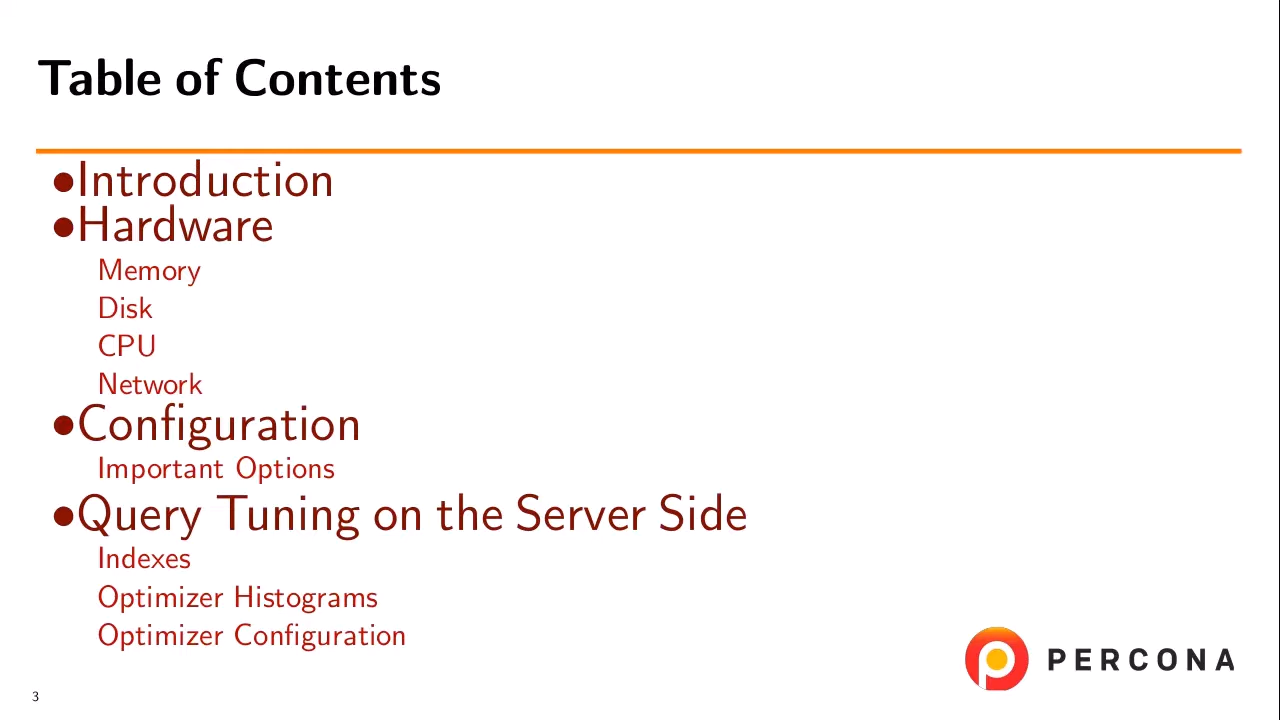 Table of Contents
•Introduction
•Hardware
Memory
Disk
CPU
Network
•Configuration
Important Options
•Query Tuning on the Server Side
Indexes
Optimizer Histograms
Optimizer Configuration
PERCONA
3